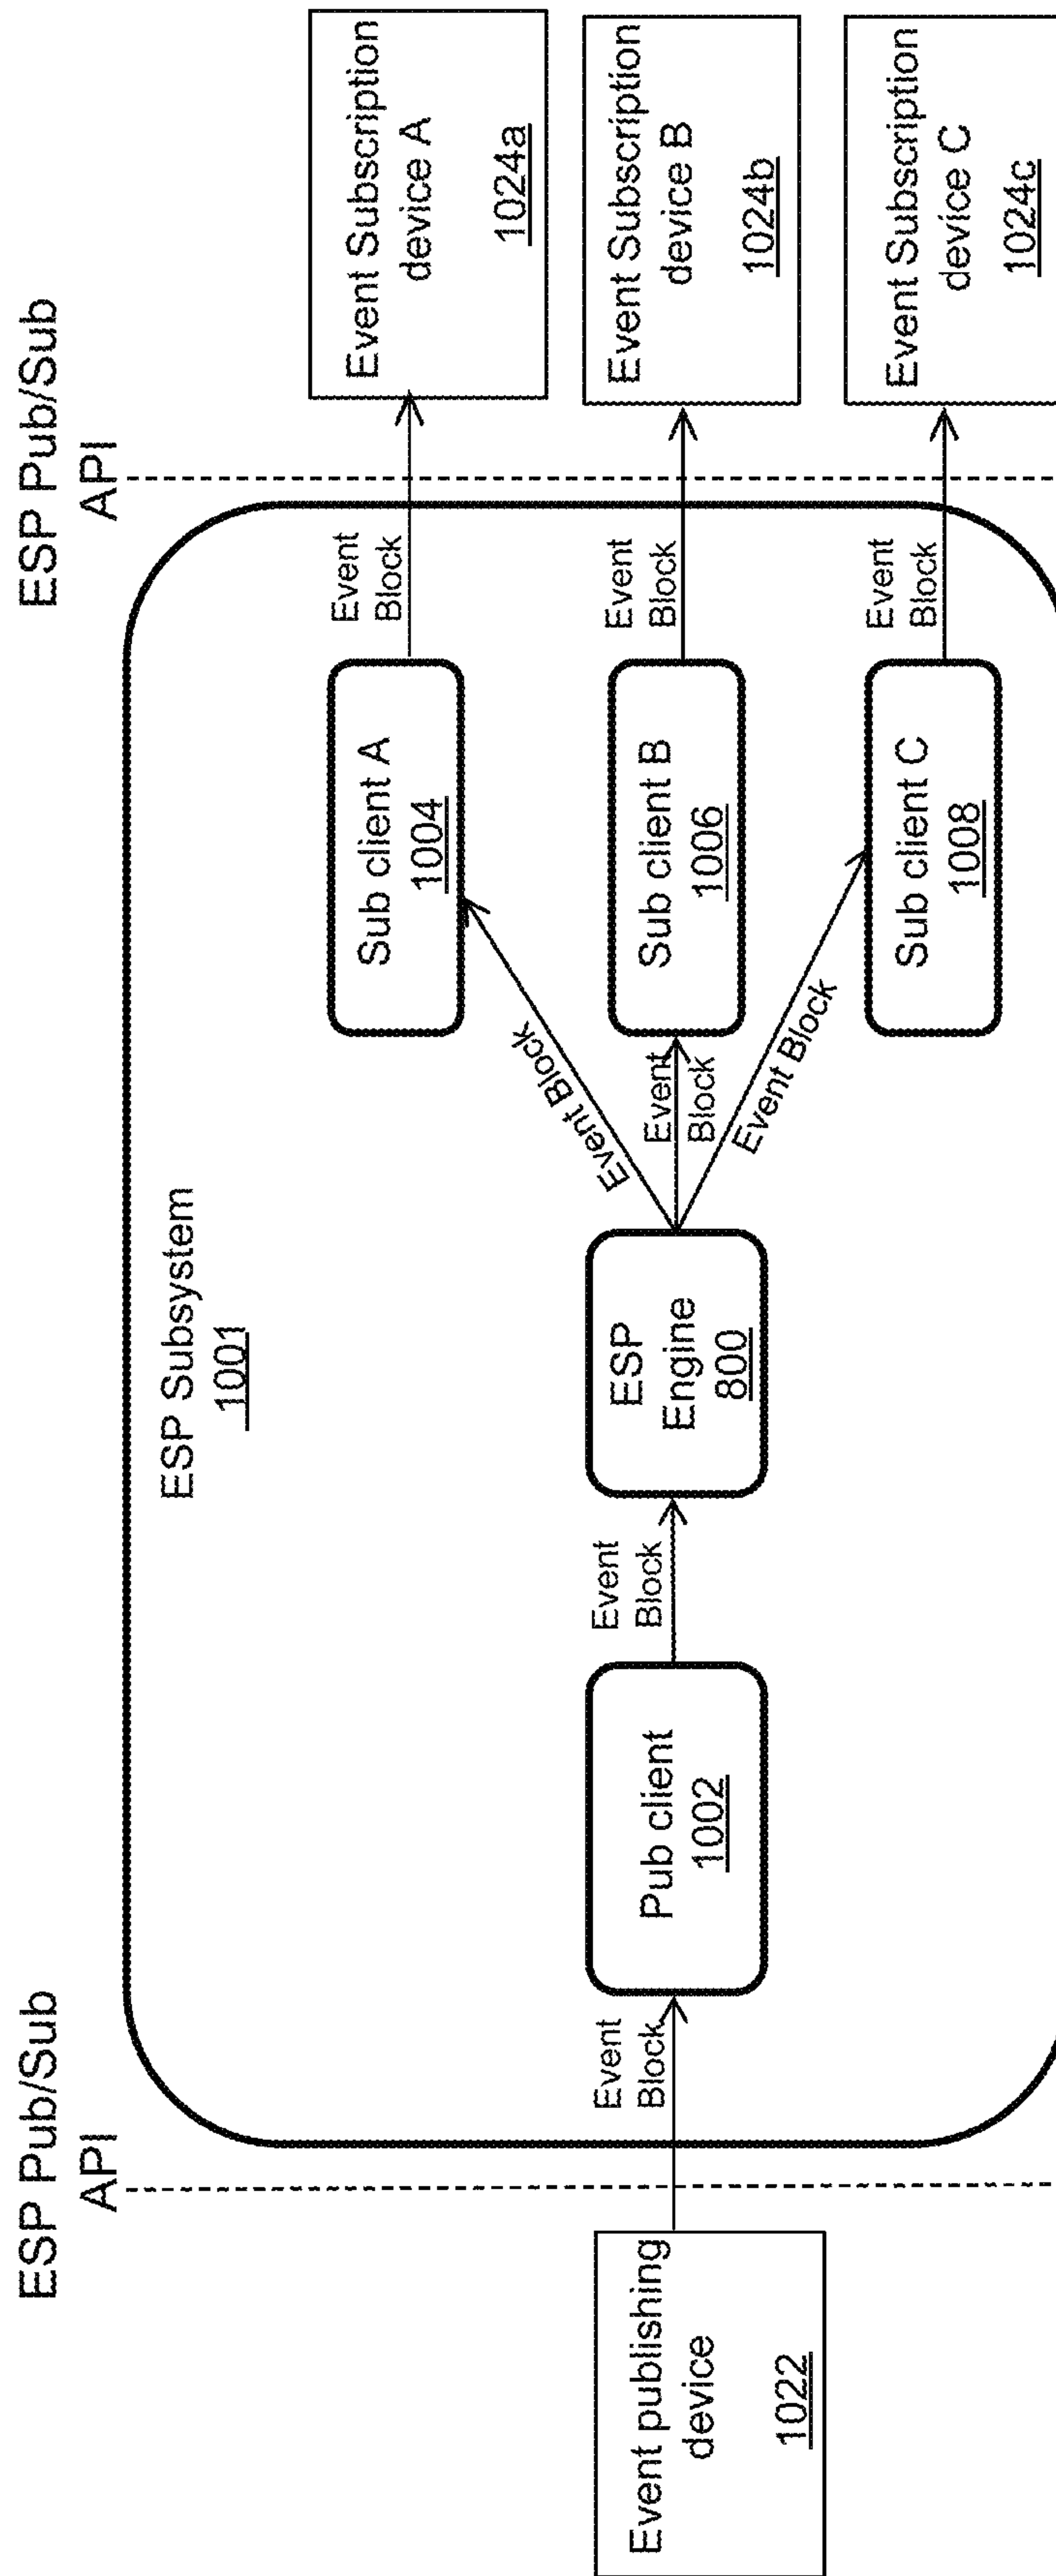 ESP Pub/Sub
API
ESP Pub/Sub
API
ESP Subsystem
1001
Event publishing
device
1022
Event
Block
Pub client
1002
Event
Block
ESP
Engine
800
Event Block
Event
Block
Event Block
Sub client A
1004
Sub client B
1006
Sub client C
1008
Event
Block
Event
Block
Event
Block
Event Subscription
device A
1024a
Event Subscription
device B
1024b
Event Subscription
device C
1024c